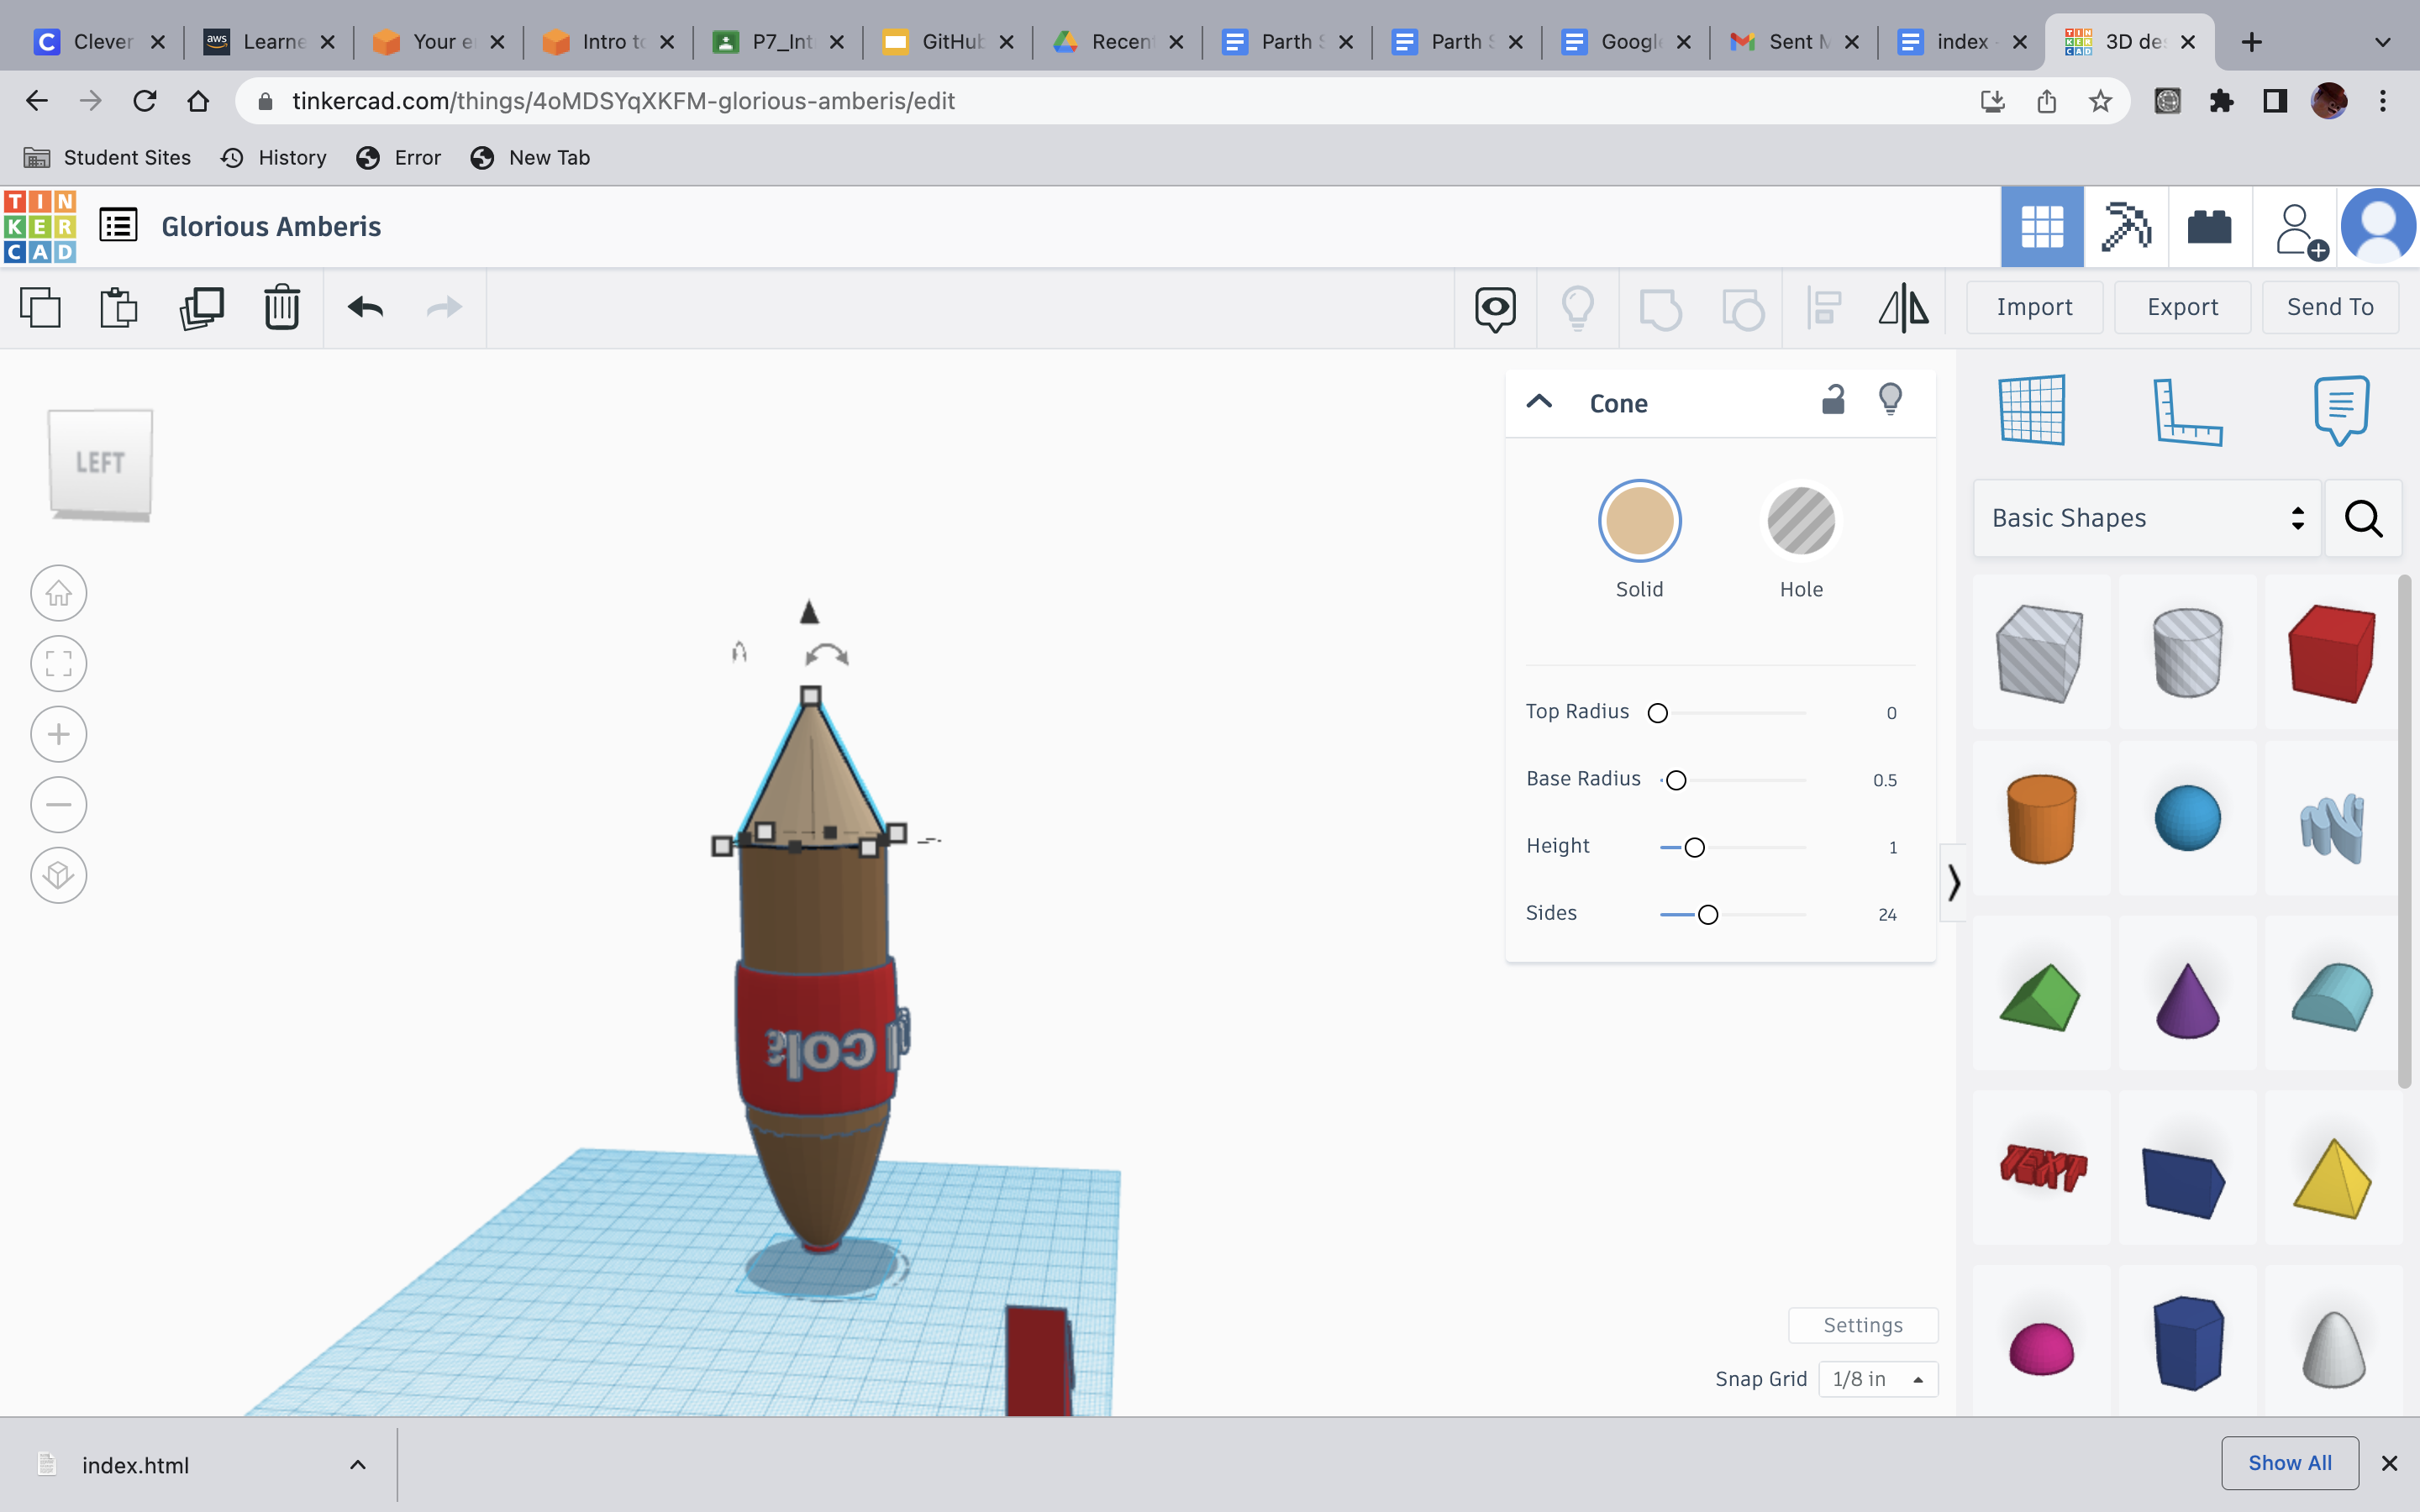 Clever
Learne
Your e
Intro to
P7_Int
GitHub
Recent
Parth S
Parth S
Google
Sent M
index -
3D de
tinkercad.com/things/4oMDSYqXKFM-glorious-amberis/edit
Student Sites
History
Error
New Tab
TIN
KER
CAD
Glorious Amberis
Import
Export
Send To
LEFT
Cone
Solid
Hole
Top Radius 0
Base Radius 0.5
Height 1
Sides 24
Basic Shapes
TEXT
cola
Settings
Snap Grid 1/8 in
index.html
Show All